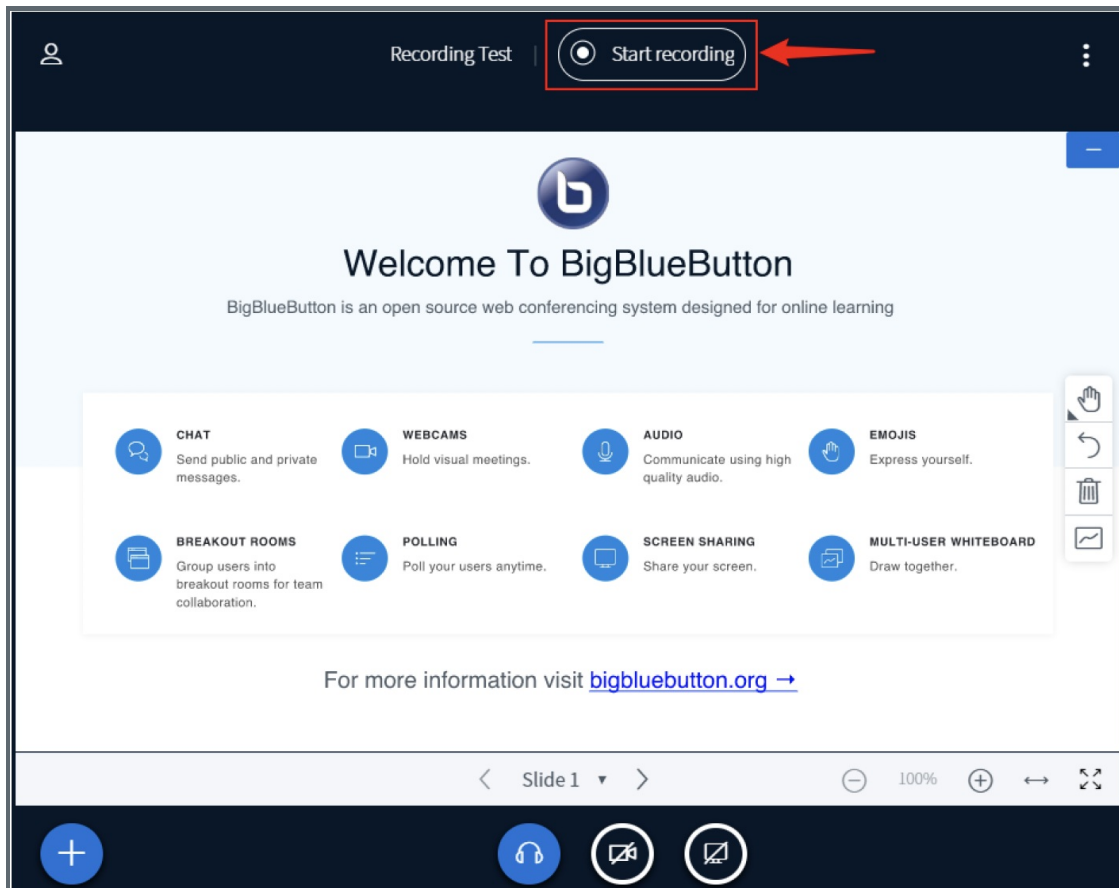 Recording Test
Start recording
Welcome To BigBlueButton
BigBlueButton is an open source web conferencing system designed for online learning
CHAT
Send public and private
messages.
WEBCAMS
Hold visual meetings.
AUDIO
Communicate using high
quality audio.
EMOJIS
Express yourself.
BREAKOUT ROOMS
Group users into
breakout rooms for team
collaboration.
POLLING
Poll your users anytime.
SCREEN SHARING
Share your screen.
MULTI-USER WHITEBOARD
Draw together.
For more information visit bigbluebutton.org →
Slide 1
100%